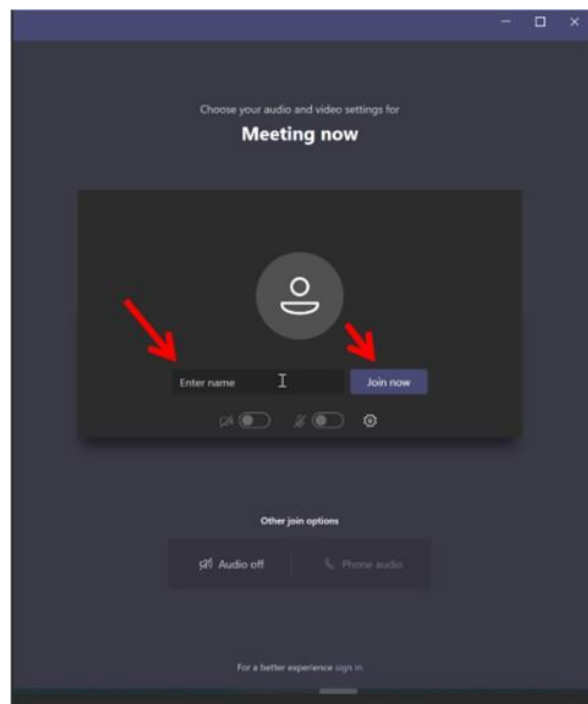 Choose your audio and video settings for
Meeting now
Enter name
Join now
Other join options
Audio off
Phone audio
For a better experience sign in